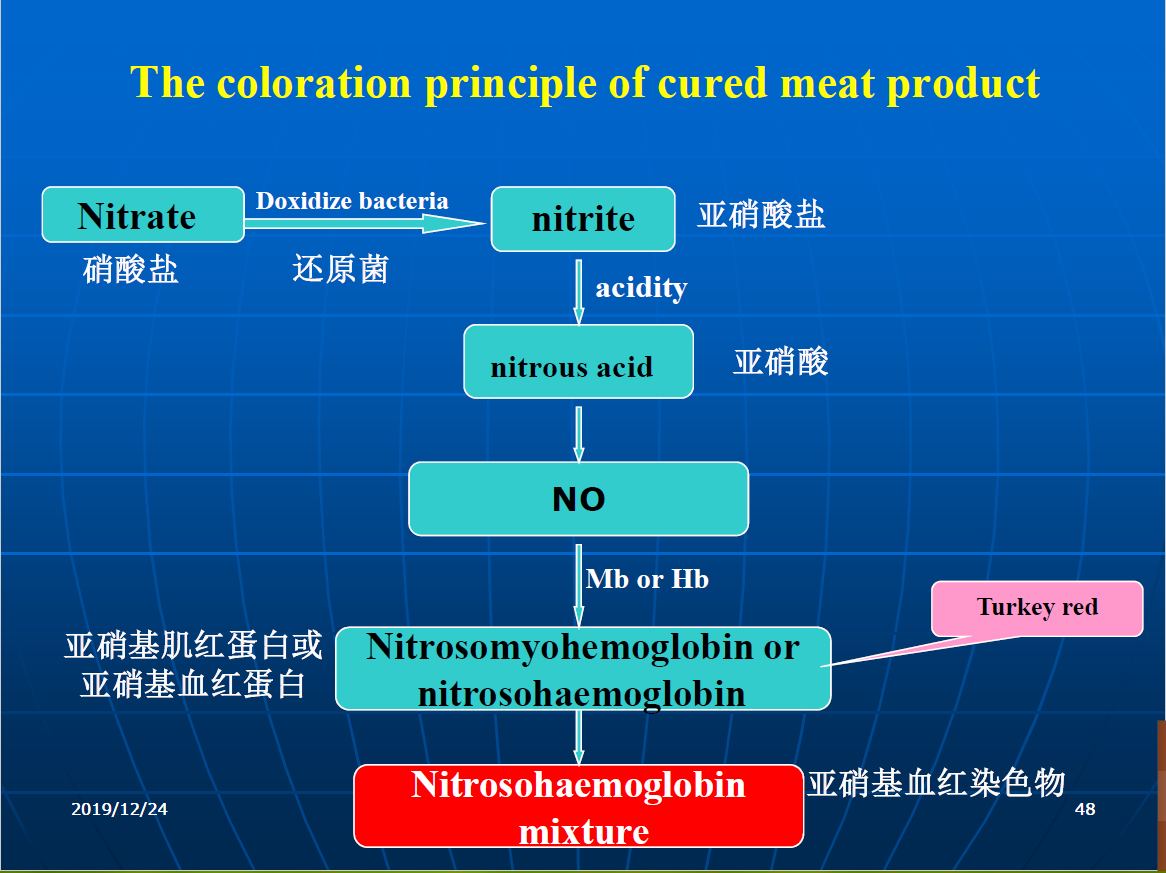 The coloration principle of cured meat product
Nitrate
Doxidize bacteria
nitrite
亚硝酸盐
硝酸盐
还原菌
acidity
nitrous acid
亚硝酸
NO
Mb or Hb
Turkey red
亚硝基肌红蛋白或
亚硝基血红蛋白
Nitrosomyohemoglobin or
nitrosohaemoglobin
Nitrosohaemoglobin
mixture
亚硝基血红染色物
2019/12/24
48